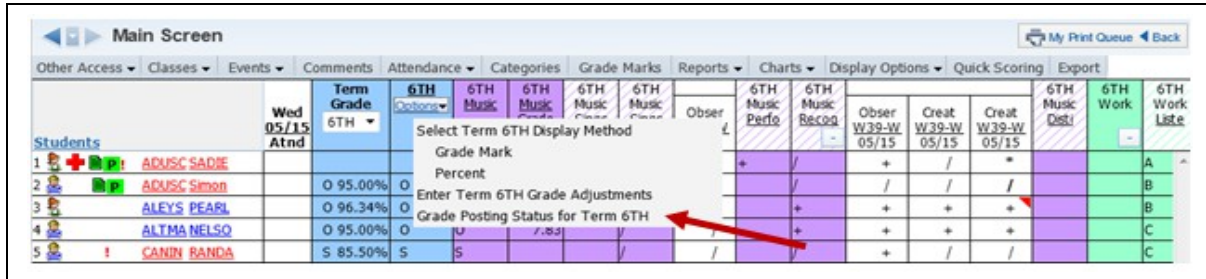 Main Screen
My Print Queue Back
Other Access Classes Events Comments Attendance Categories Grade Marks Reports Charts Display Options Quick Scoring Export
Students
Wed
05/15
Atnd
Term
Grade
6TH
6TH
Options
6TH
Music
6TH
Music
6TH
Music
6TH
Music
Obser
6TH
Music
Perfo
6TH
Music
Recog
Obser
W39-W
05/15
Creat
W39-W
05/15
Creat
W39-W
05/15
6TH
Music
Disti
6TH
Work
6TH
Work
Liste
Select Term 6TH Display Method
Grade Mark
Percent
Enter Term 6TH Grade Adjustments
Grade Posting Status for Term 6TH
1 P ! ADUSC SADIE + / + / * A
2 P ADUSC Simon O 95.00% O / / / / B
3 ALEYS PEARL O 96.34% O + + + + B
4 ALTMA NELSO O 95.00% O O 7.83 / / + + + + C
5 ! CANIN RANDA S 85.50% S S / / / + / / C